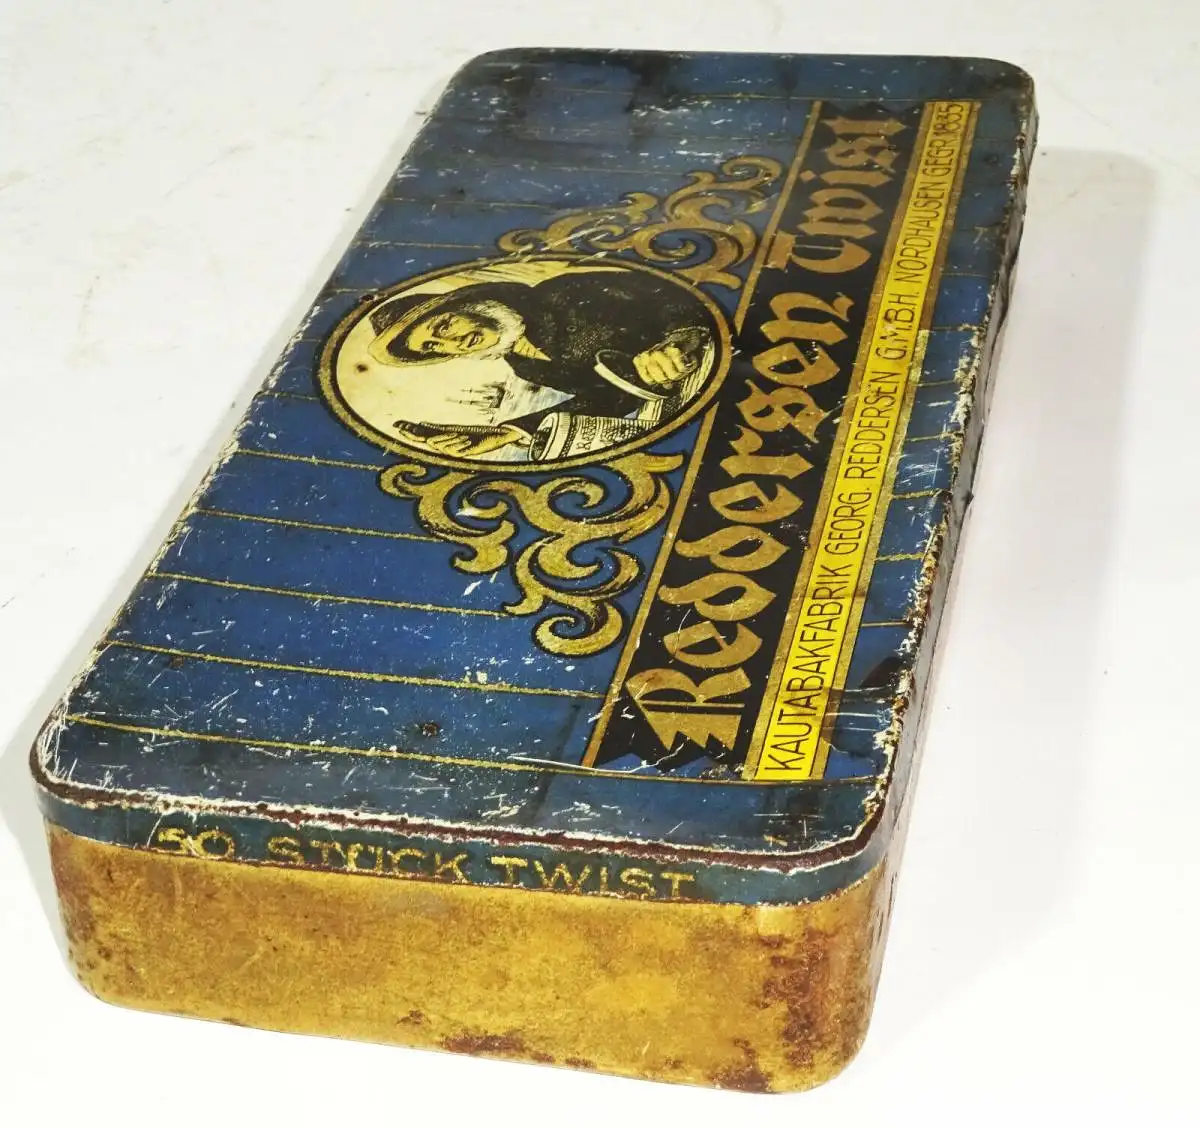 Reddersen Twist
KAUTABAKFABRIK GEORG. REDDERSEN G.M.B.H. NORDHAUSEN GEGR. 1835
50 STÜCK TWIST